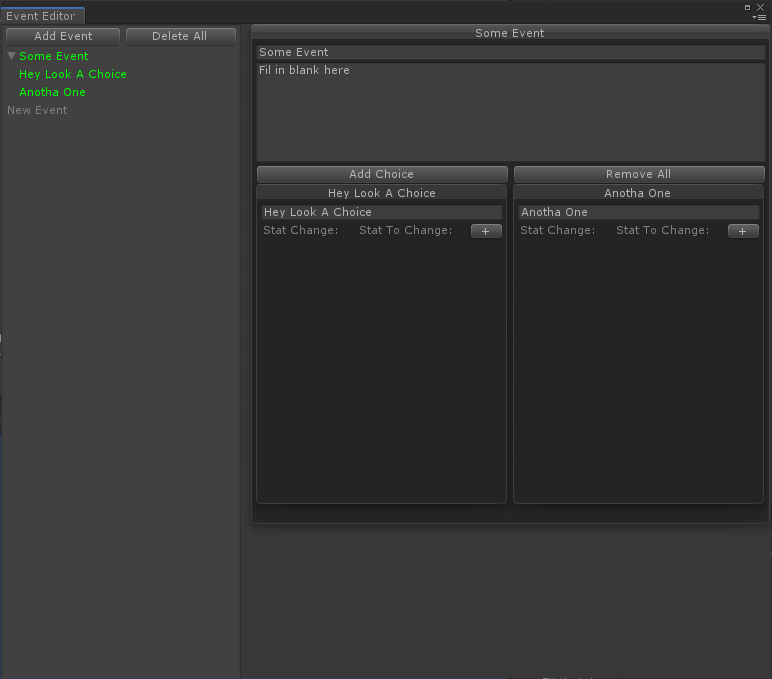 Event Editor
Add Event
Delete All
Some Event
Hey Look A Choice
Anotha One
New Event
Some Event
Some Event
Fil in blank here
Add Choice
Remove All
Hey Look A Choice
Hey Look A Choice
Stat Change: Stat To Change: +
Anotha One
Anotha One
Stat Change: Stat To Change: +